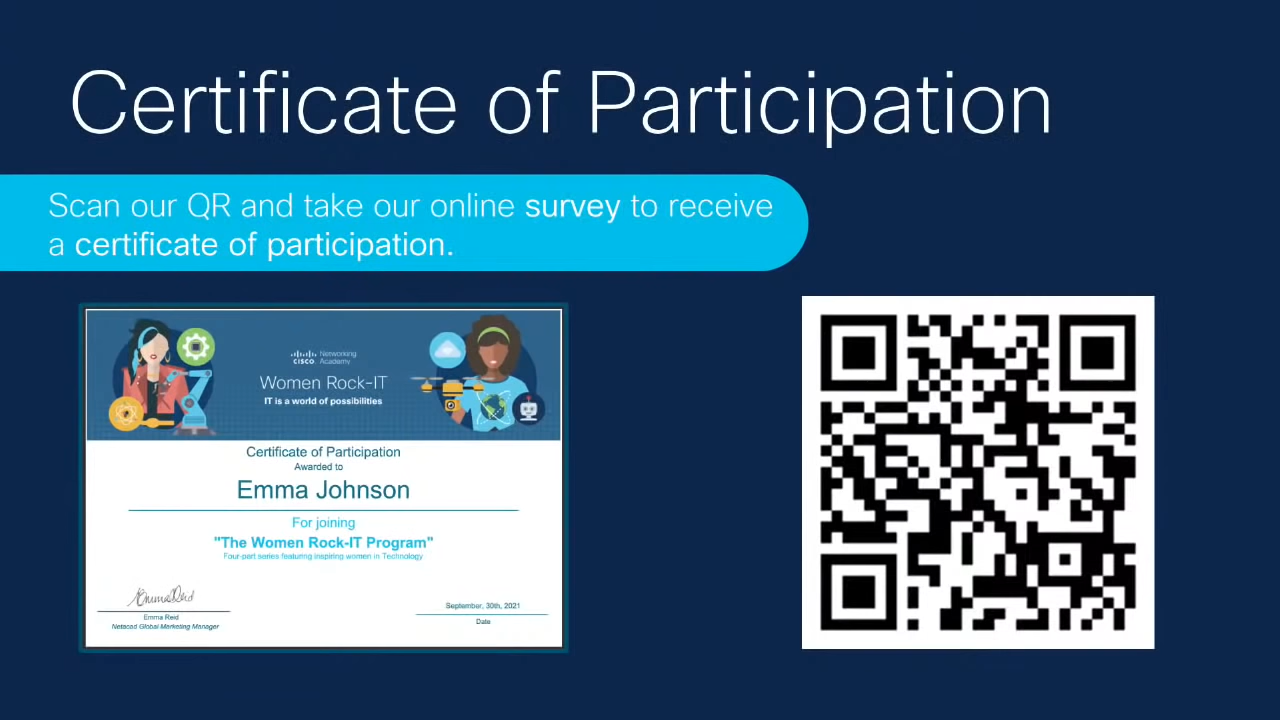 Certificate of Participation
Scan our QR and take our online survey to receive
a certificate of participation.
CISCO Networking Academy
Women Rock-IT
IT is a world of possibilities
Certificate of Participation
Awarded to
Emma Johnson
For joining
"The Women Rock-IT Program"
Four-part series featuring inspiring women in Technology
Emma Reid
Emma Reid
Netacad Global Marketing Manager
September, 30th, 2021
Date